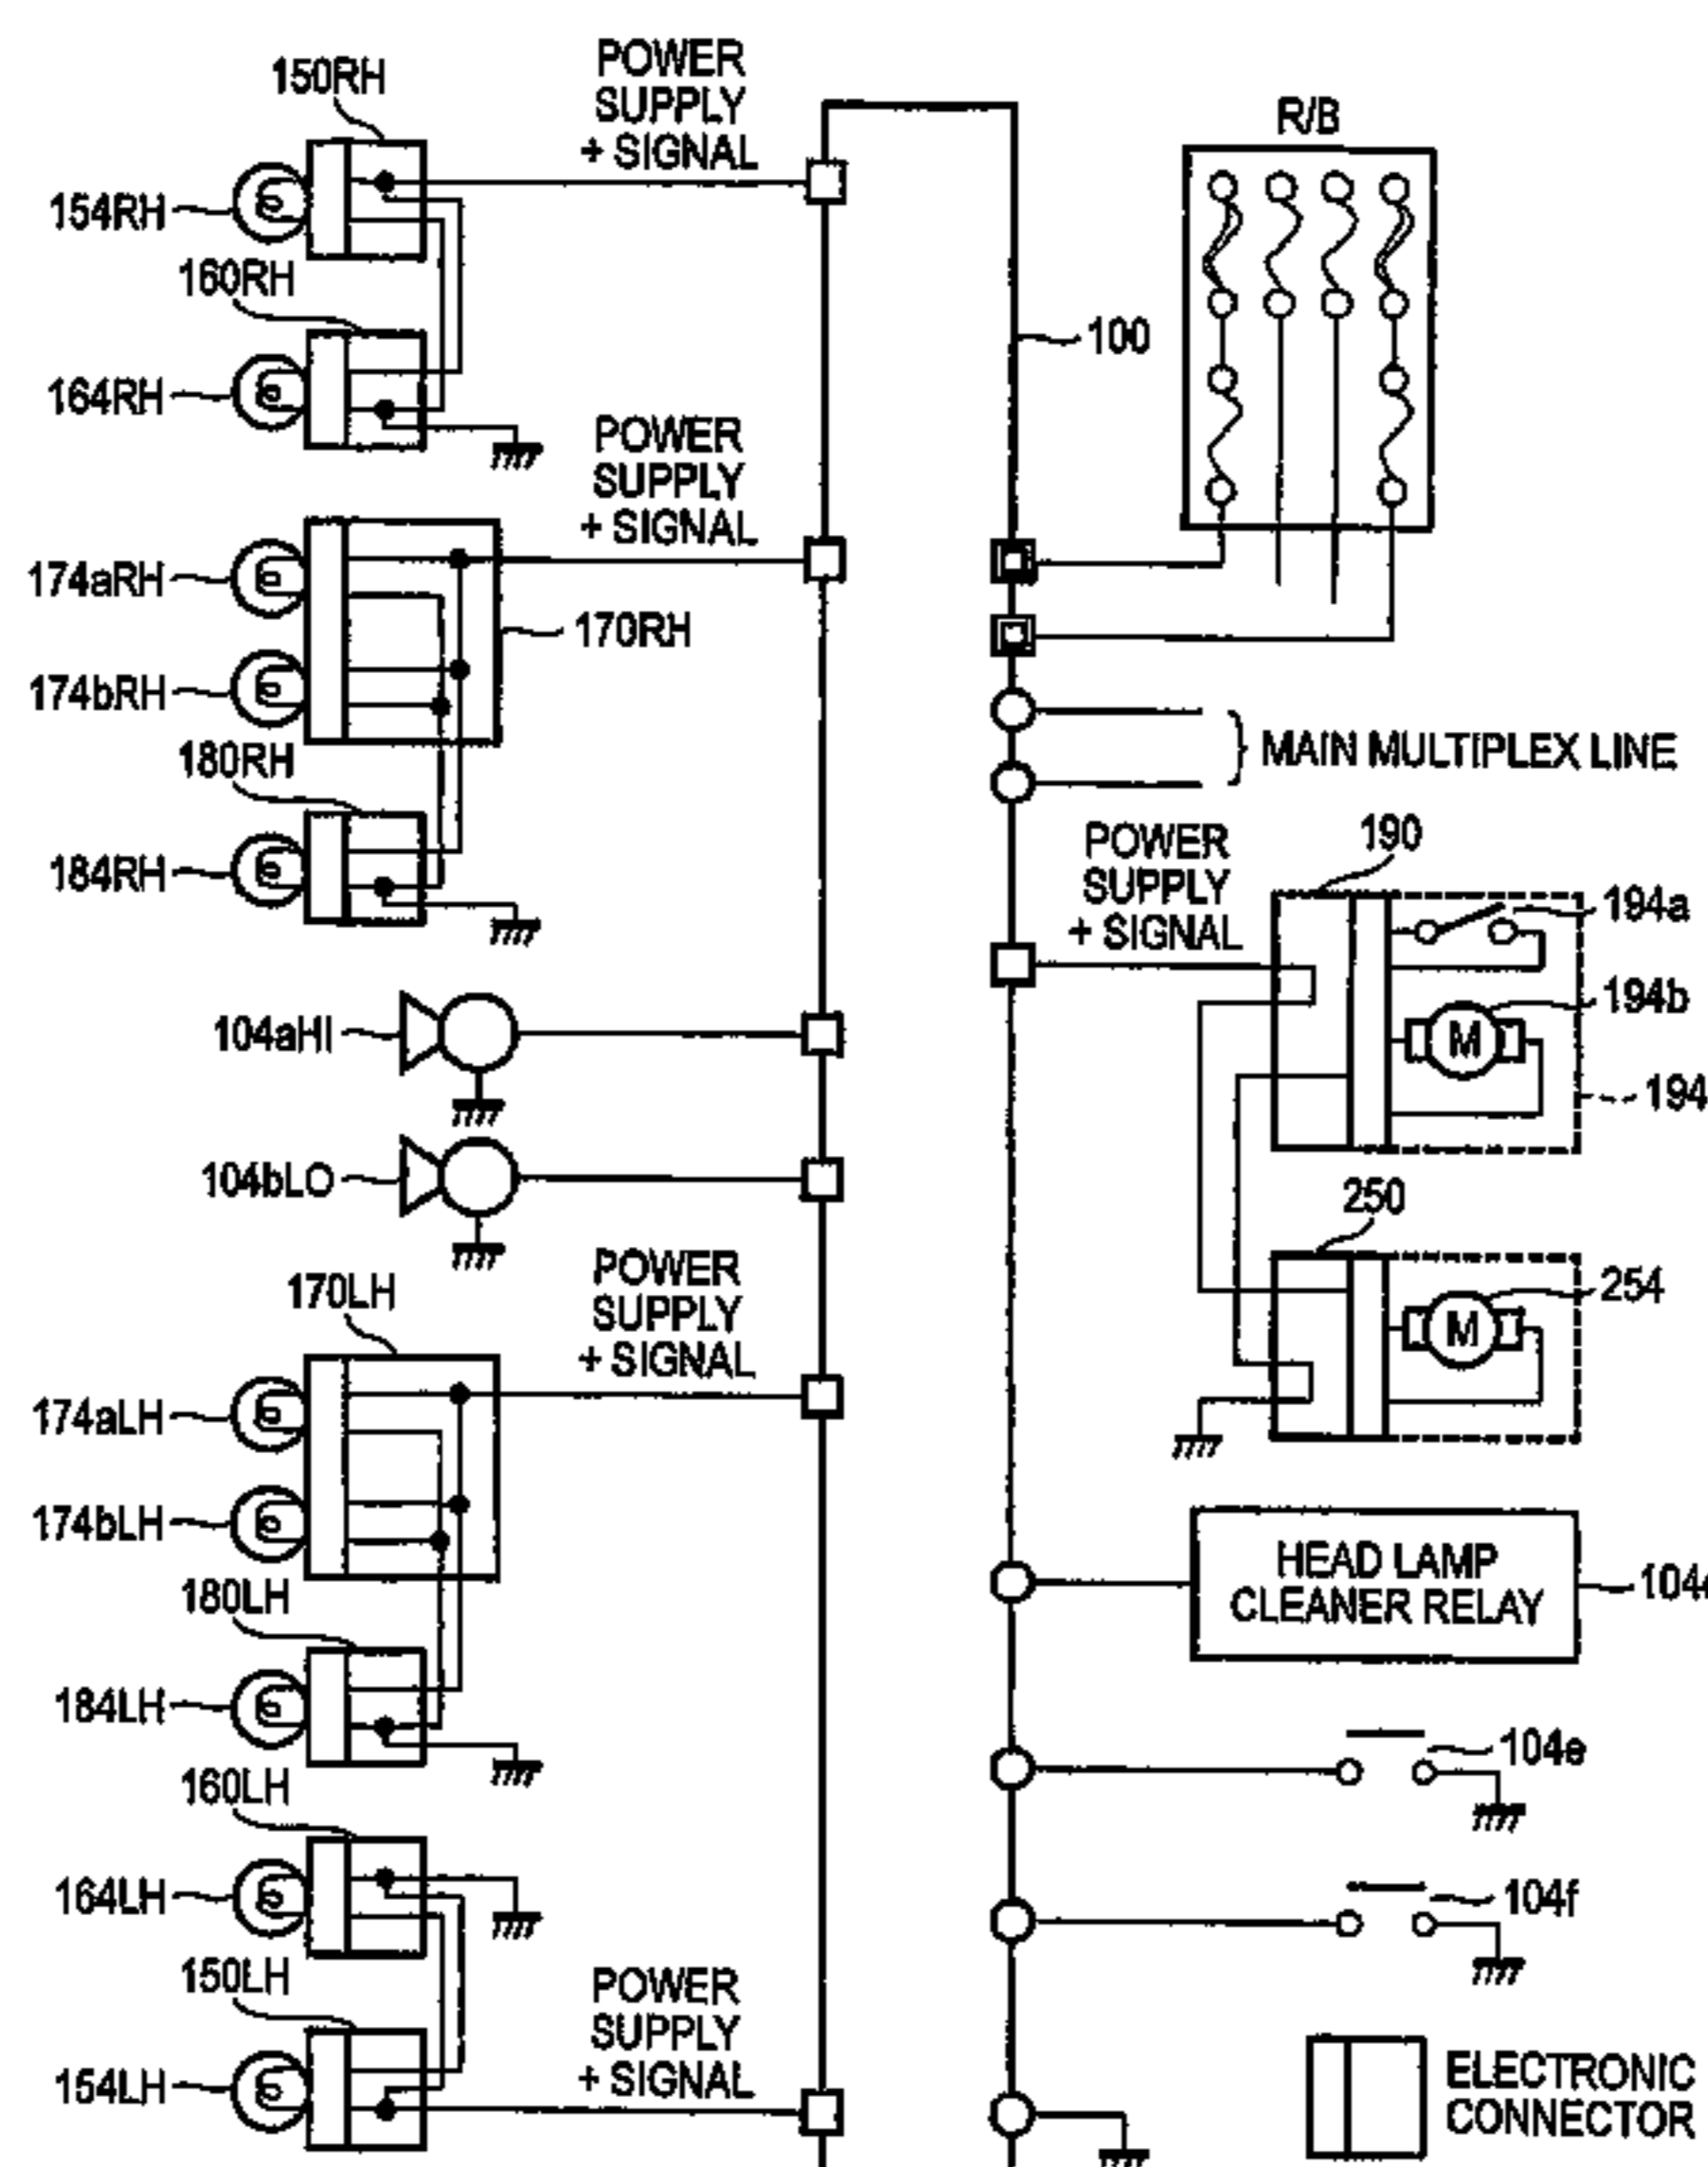 150RH
POWER
SUPPLY
+ SIGNAL
R/B
154RH
160RH
100
164RH
POWER
SUPPLY
+ SIGNAL
174aRH
170RH
174bRH
MAIN MULTIPLEX LINE
180RH
190
POWER
SUPPLY
+ SIGNAL
184RH
194a
194b
M
104aHI
194
104bLO
250
POWER
SUPPLY
+ SIGNAL
170LH
254
M
174aLH
174bLH
HEAD LAMP
CLEANER RELAY
180LH
184LH
104e
160LH
164LH
104f
150LH
POWER
SUPPLY
+ SIGNAL
154LH
ELECTRONIC
CONNECTOR